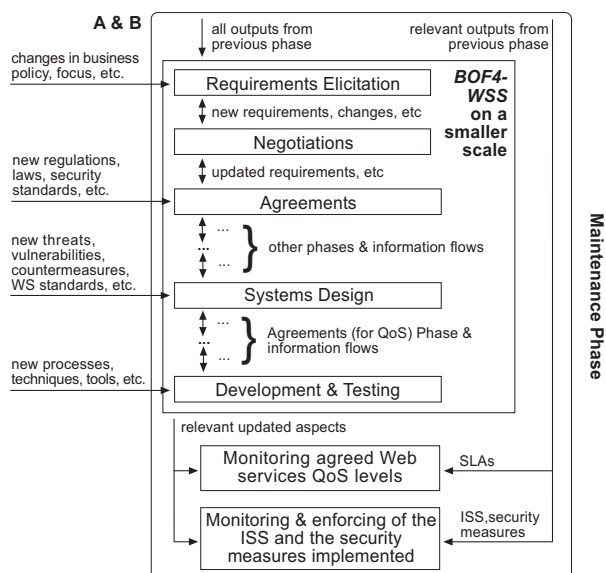 A & B
all outputs from
previous phase
relevant outputs from
previous phase
changes in business
policy, focus, etc.
Requirements Elicitation
BOF4-
WSS
on a
smaller
scale
new requirements, changes, etc
Negotiations
new regulations,
laws, security
standards, etc.
updated requirements, etc
Agreements
...
...
...
} other phases & information flows
new threats,
vulnerabilities,
countermeasures,
WS standards, etc.
Systems Design
...
...
...
} Agreements (for QoS) Phase &
information flows
new processes,
techniques, tools, etc.
Development & Testing
relevant updated aspects
Monitoring agreed Web
services QoS levels
SLAs
Monitoring & enforcing of the
ISS and the security
measures implemented
ISS,security
measures
Maintenance Phase